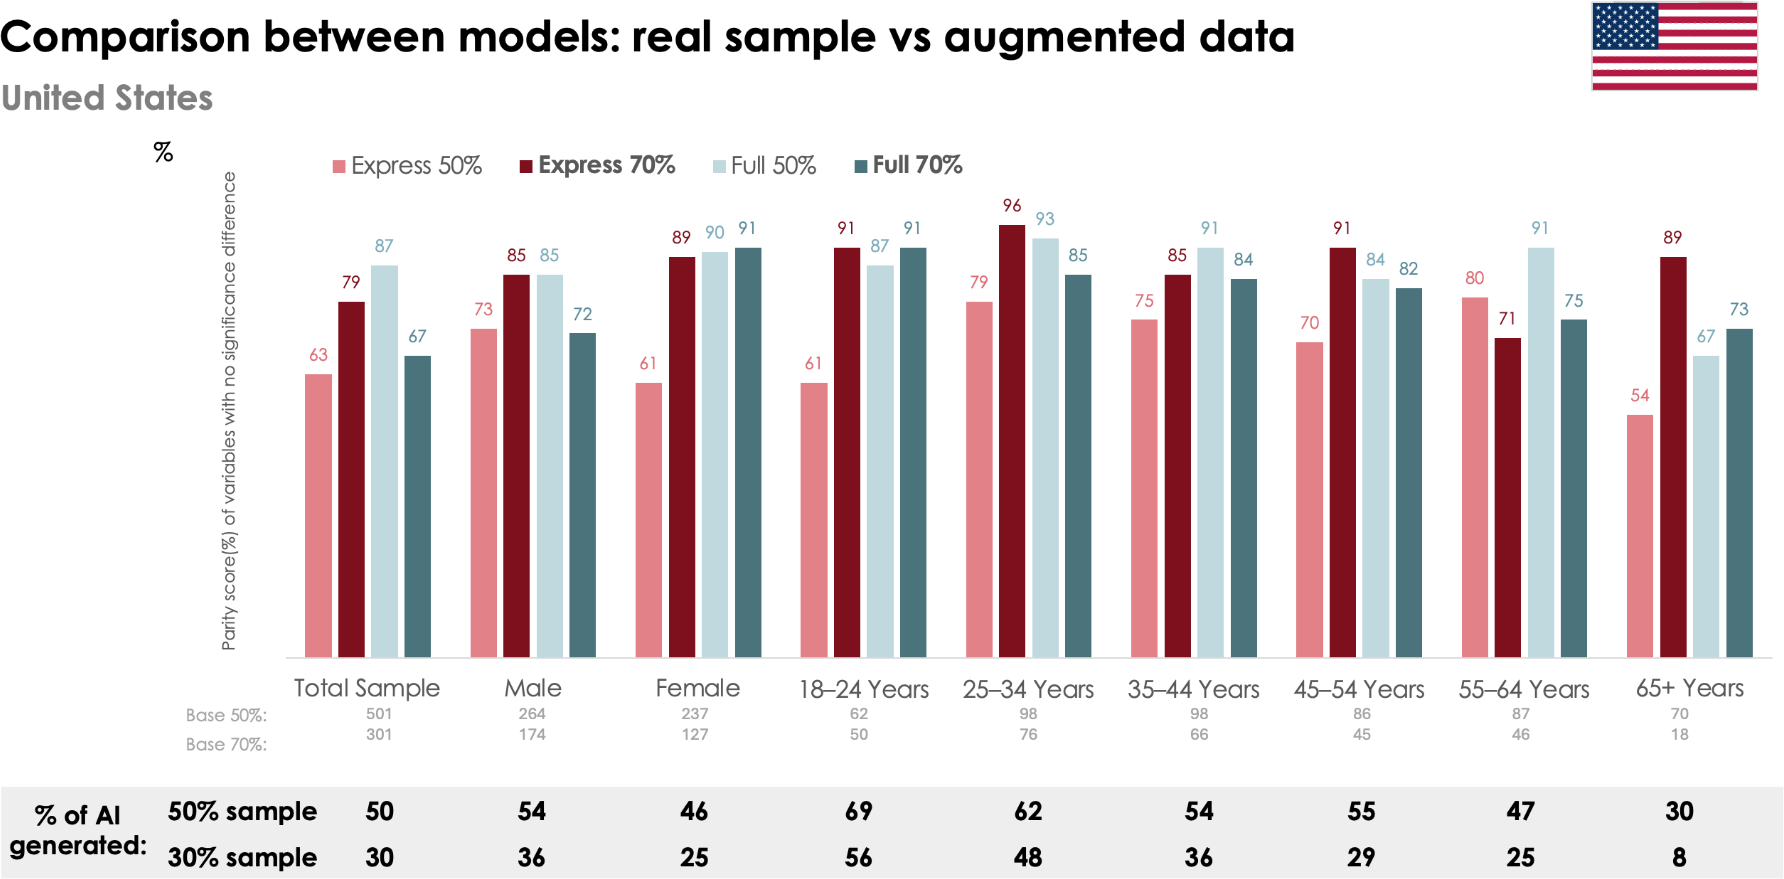 Comparison between models: real sample vs augmented data
United States
%
Parity score(%) of variables with no significance difference
Express 50% Express 70% Full 50% Full 70%
63 79 87 67
73 85 85 72
61 89 90 91
61 91 87 91
79 96 93 85
75 85 91 84
70 91 84 82
80 71 91 75
54 89 67 73
Total Sample Male Female 18–24 Years 25–34 Years 35–44 Years 45–54 Years 55–64 Years 65+ Years
Base 50%: 501 264 237 62 98 98 86 87 70
Base 70%: 301 174 127 50 76 66 45 46 18
% of AI generated:
50% sample 50 54 46 69 62 54 55 47 30
30% sample 30 36 25 56 48 36 29 25 8